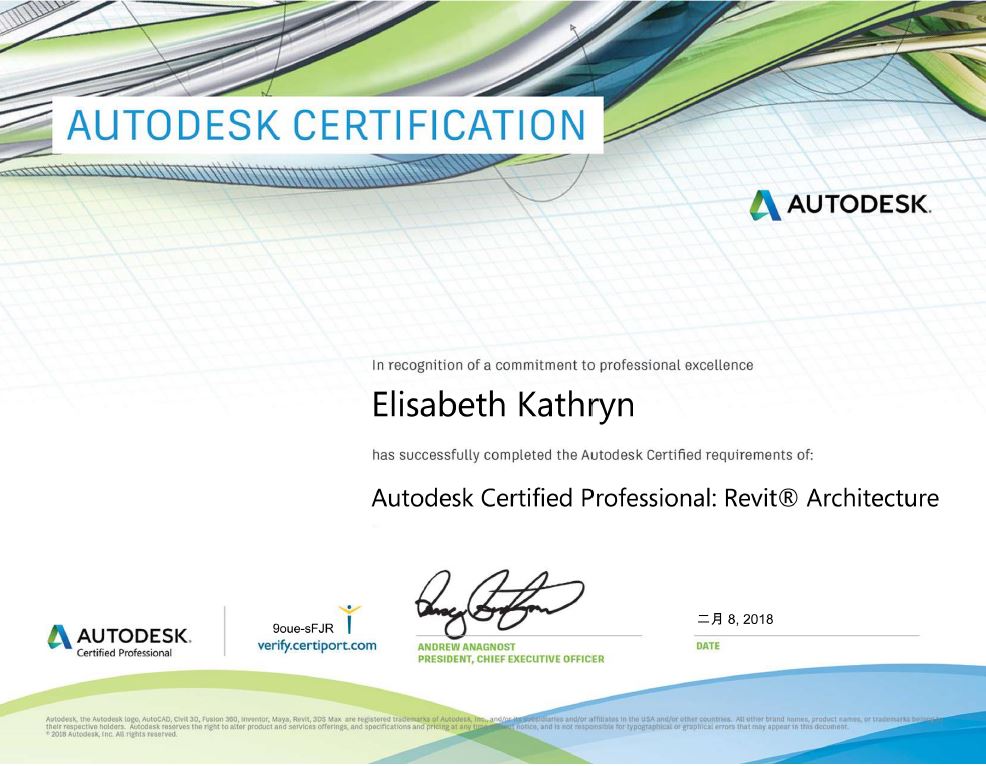 AUTODESK CERTIFICATION
AUTODESK.
In recognition of a commitment to professional excellence
Elisabeth Kathryn
has successfully completed the Autodesk Certified requirements of:
Autodesk Certified Professional: Revit® Architecture
9oue-sFJR
二月 8, 2018
AUTODESK.
Certified Professional
verify.certiport.com
ANDREW ANAGNOST
PRESIDENT, CHIEF EXECUTIVE OFFICER
DATE
Autodesk, the Autodesk logo, AutoCAD, Civil 3D, Fusion 360, Inventor, Maya, Revit, 3DS Max are registered trademarks of Autodesk, Inc., and/or its subsidiaries and/or affiliates in the USA and/or other countries. All other brand names, product names, or trademarks belong to
their respective holders. Autodesk reserves the right to alter product and services offerings, and specifications and pricing at any time without notice, and is not responsible for typographical or graphical errors that may appear in this document.
© 2018 Autodesk, Inc. All rights reserved.